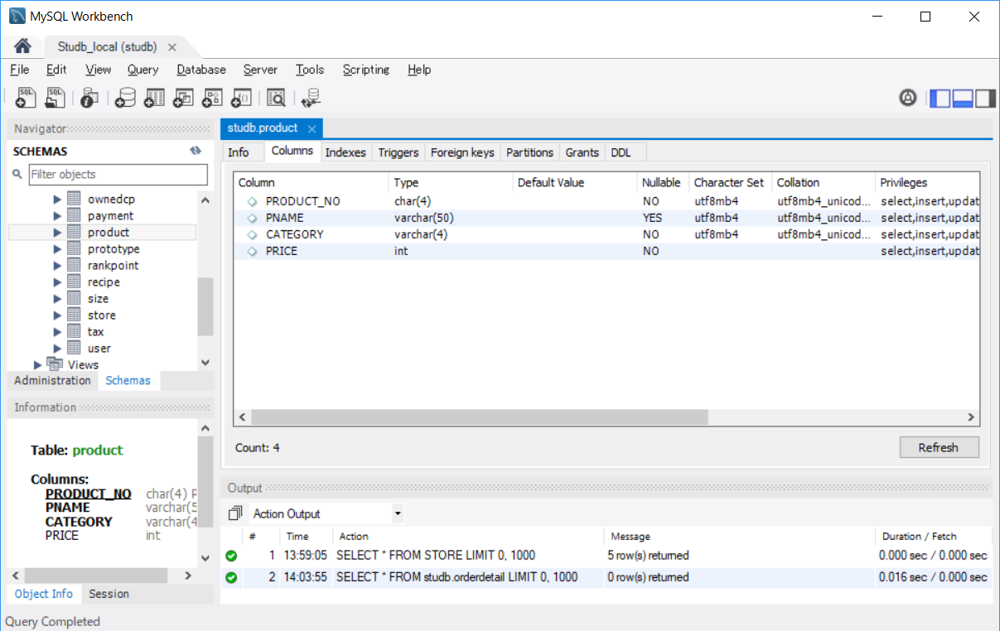 MySQL Workbench
Studb_local (studb)
File Edit View Query Database Server Tools Scripting Help
Navigator
SCHEMAS
Filter objects
ownedcp
payment
product
prototype
rankpoint
recipe
size
store
tax
user
Views
Administration Schemas
Information
Table: product
Columns:
PRODUCT_NO char(4) P
PNAME varchar(5
CATEGORY varchar(4
PRICE int
Object Info Session
studb.product
Info Columns Indexes Triggers Foreign keys Partitions Grants DDL
Column Type Default Value Nullable Character Set Collation Privileges
PRODUCT_NO char(4) NO utf8mb4 utf8mb4_unicod... select,insert,updat
PNAME varchar(50) YES utf8mb4 utf8mb4_unicod... select,insert,updat
CATEGORY varchar(4) NO utf8mb4 utf8mb4_unicod... select,insert,updat
PRICE int NO select,insert,updat
Count: 4
Refresh
Output
Action Output
# Time Action Message Duration / Fetch
1 13:59:05 SELECT * FROM STORE LIMIT 0, 1000 5 row(s) returned 0.000 sec / 0.000 sec
2 14:03:55 SELECT * FROM studb.orderdetail LIMIT 0, 1000 0 row(s) returned 0.016 sec / 0.000 sec
Query Completed